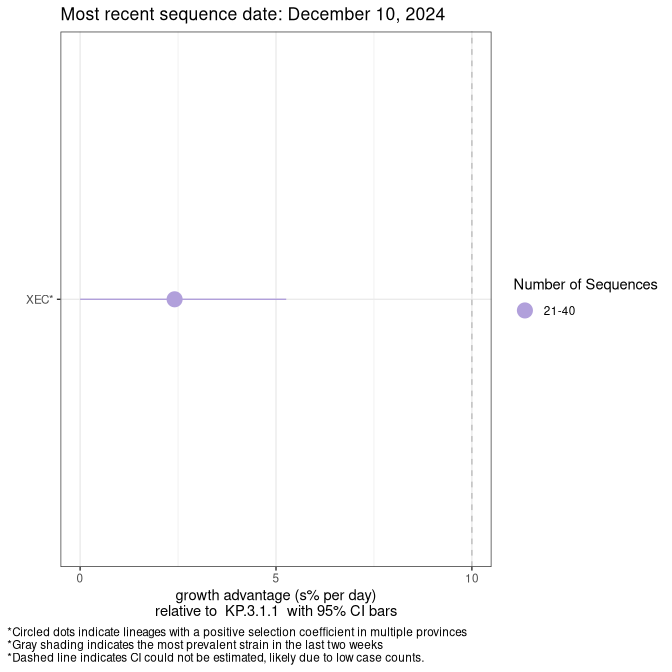 Most recent sequence date: December 10, 2024
XEC*
Number of Sequences
21-40
0
5
10
growth advantage (s% per day)
relative to  KP.3.1.1  with 95% CI bars
*Circled dots indicate lineages with a positive selection coefficient in multiple provinces
*Gray shading indicates the most prevalent strain in the last two weeks
*Dashed line indicates CI could not be estimated, likely due to low case counts.